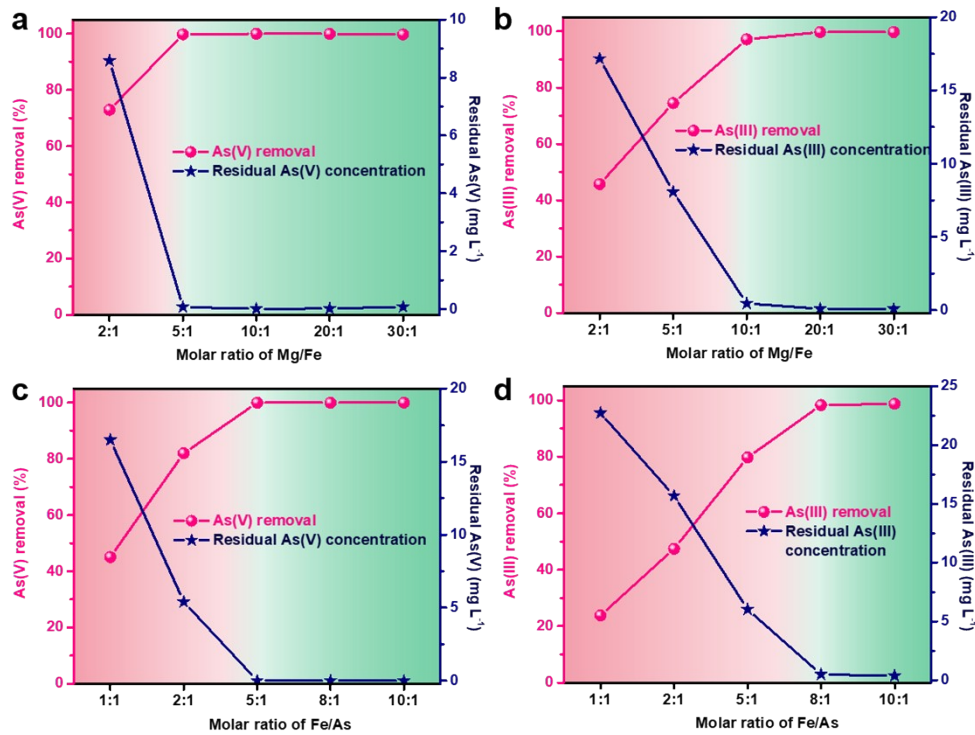 a
As(V) removal (%)
100
80
60
40
20
0
10
9
8
6
4
2
0
Residual As(V) (mg L-1)
As(V) removal
Residual As(V) concentration
2:1 5:1 10:1 20:1 30:1
Molar ratio of Mg/Fe
b
As(III) removal (%)
100
80
60
40
20
0
20
15
10
5
0
Residual As(III) (mg L-1)
As(III) removal
Residual As(III) concentration
2:1 5:1 10:1 20:1 30:1
Molar ratio of Mg/Fe
c
As(V) removal (%)
100
80
60
40
20
0
20
15
10
5
0
Residual As(V) (mg L-1)
As(V) removal
Residual As(V) concentration
1:1 2:1 5:1 8:1 10:1
Molar ratio of Fe/As
d
As(III) removal (%)
100
80
60
40
20
0
25
20
15
10
5
0
Residual As(III) (mg L-1)
As(III) removal
Residual As(III)
concentration
1:1 2:1 5:1 8:1 10:1
Molar ratio of Fe/As